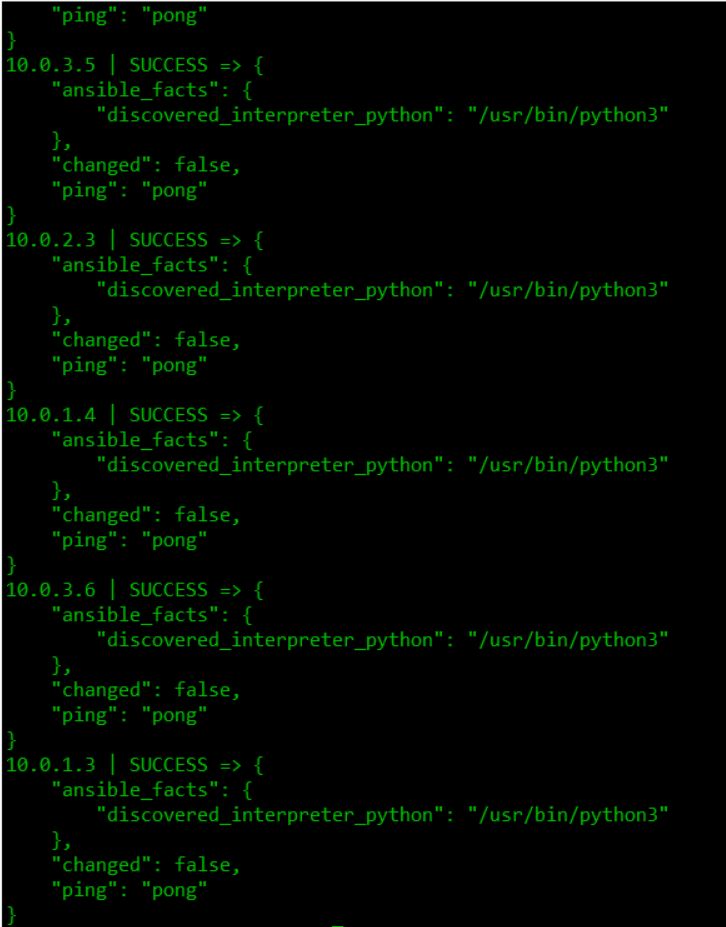 "ping": "pong"
}
10.0.3.5 | SUCCESS => {
    "ansible_facts": {
        "discovered_interpreter_python": "/usr/bin/python3"
    },
    "changed": false,
    "ping": "pong"
}
10.0.2.3 | SUCCESS => {
    "ansible_facts": {
        "discovered_interpreter_python": "/usr/bin/python3"
    },
    "changed": false,
    "ping": "pong"
}
10.0.1.4 | SUCCESS => {
    "ansible_facts": {
        "discovered_interpreter_python": "/usr/bin/python3"
    },
    "changed": false,
    "ping": "pong"
}
10.0.3.6 | SUCCESS => {
    "ansible_facts": {
        "discovered_interpreter_python": "/usr/bin/python3"
    },
    "changed": false,
    "ping": "pong"
}
10.0.1.3 | SUCCESS => {
    "ansible_facts": {
        "discovered_interpreter_python": "/usr/bin/python3"
    },
    "changed": false,
    "ping": "pong"
}